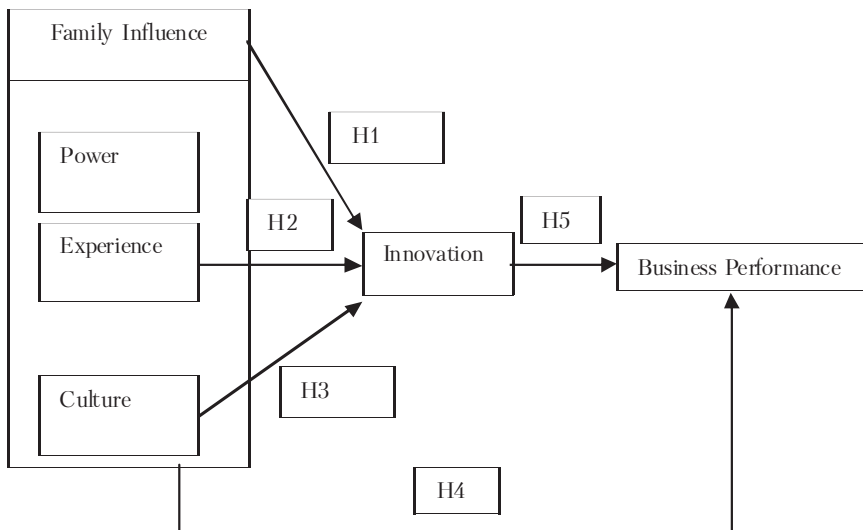 Family Influence
H1
Power
H2
H5
Experience
Innovation
Business Performance
H3
Culture
H4